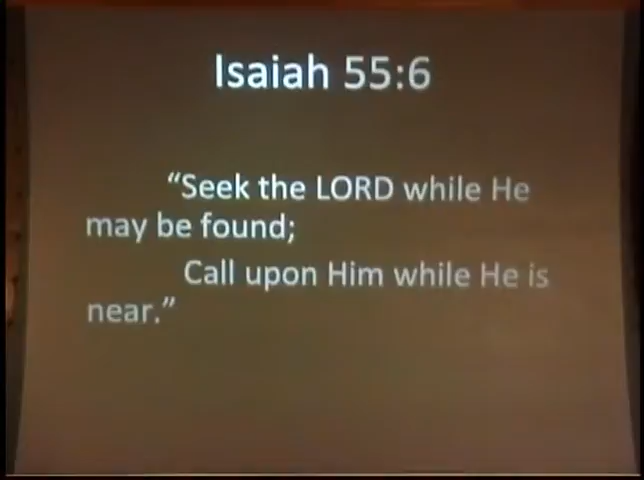 Isaiah 55:6
“Seek the LORD while He
may be found;
Call upon Him while He is
near.”